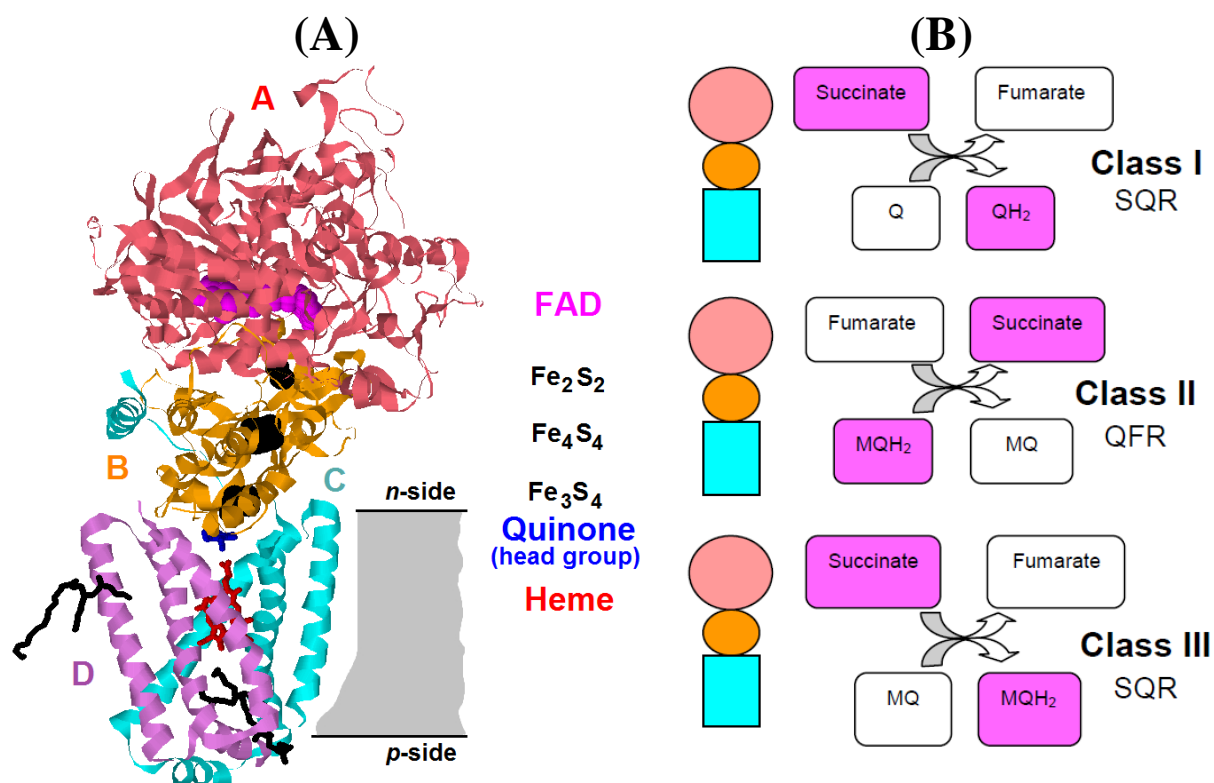 (A)
A
FAD
Fe₂S₂
Fe₄S₄
B
C
n-side
Fe₃S₄
Quinone
(head group)
Heme
D
p-side
(B)
Succinate
Fumarate
Class I
SQR
Q
QH₂
Fumarate
Succinate
Class II
QFR
MQH₂
MQ
Succinate
Fumarate
Class III
SQR
MQ
MQH₂